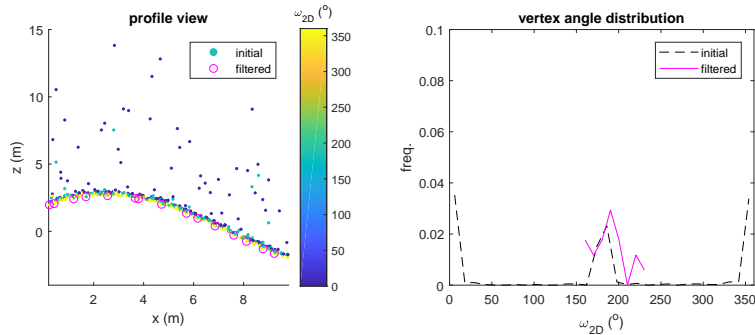 profile view
ω2D (o)
15
10
5
0
z (m)
2
4
6
8
x (m)
initial
filtered
350
300
250
200
150
100
50
0
vertex angle distribution
0.1
0.08
0.06
0.04
0.02
0
freq.
0
50
100
150
200
250
300
350
ω2D (o)
initial
filtered